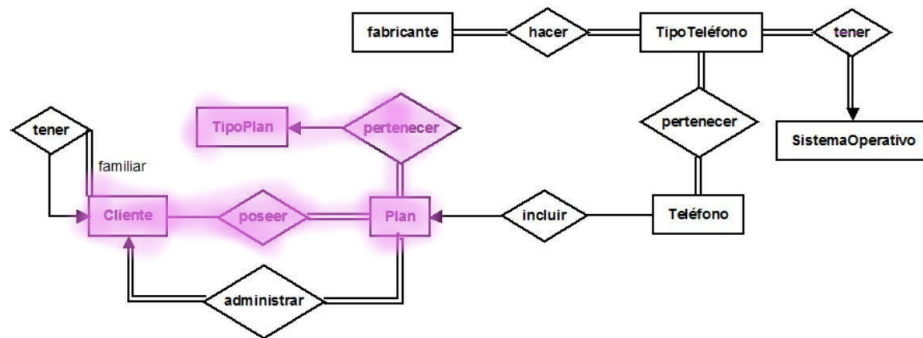 fabricante
hacer
TipoTeléfono
tener
TipoPlan
pertenecer
tener
pertenecer
SistemaOperativo
familiar
Cliente
poseer
Plan
incluir
Teléfono
administrar